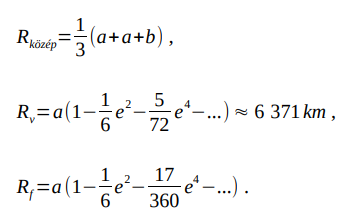 R_közép = 1/3 (a+a+b) ,
R_v = a(1 − 1/6 e² − 5/72 e⁴ − ...) ≈ 6 371 km ,
R_f = a(1 − 1/6 e² − 17/360 e⁴ − ...) .